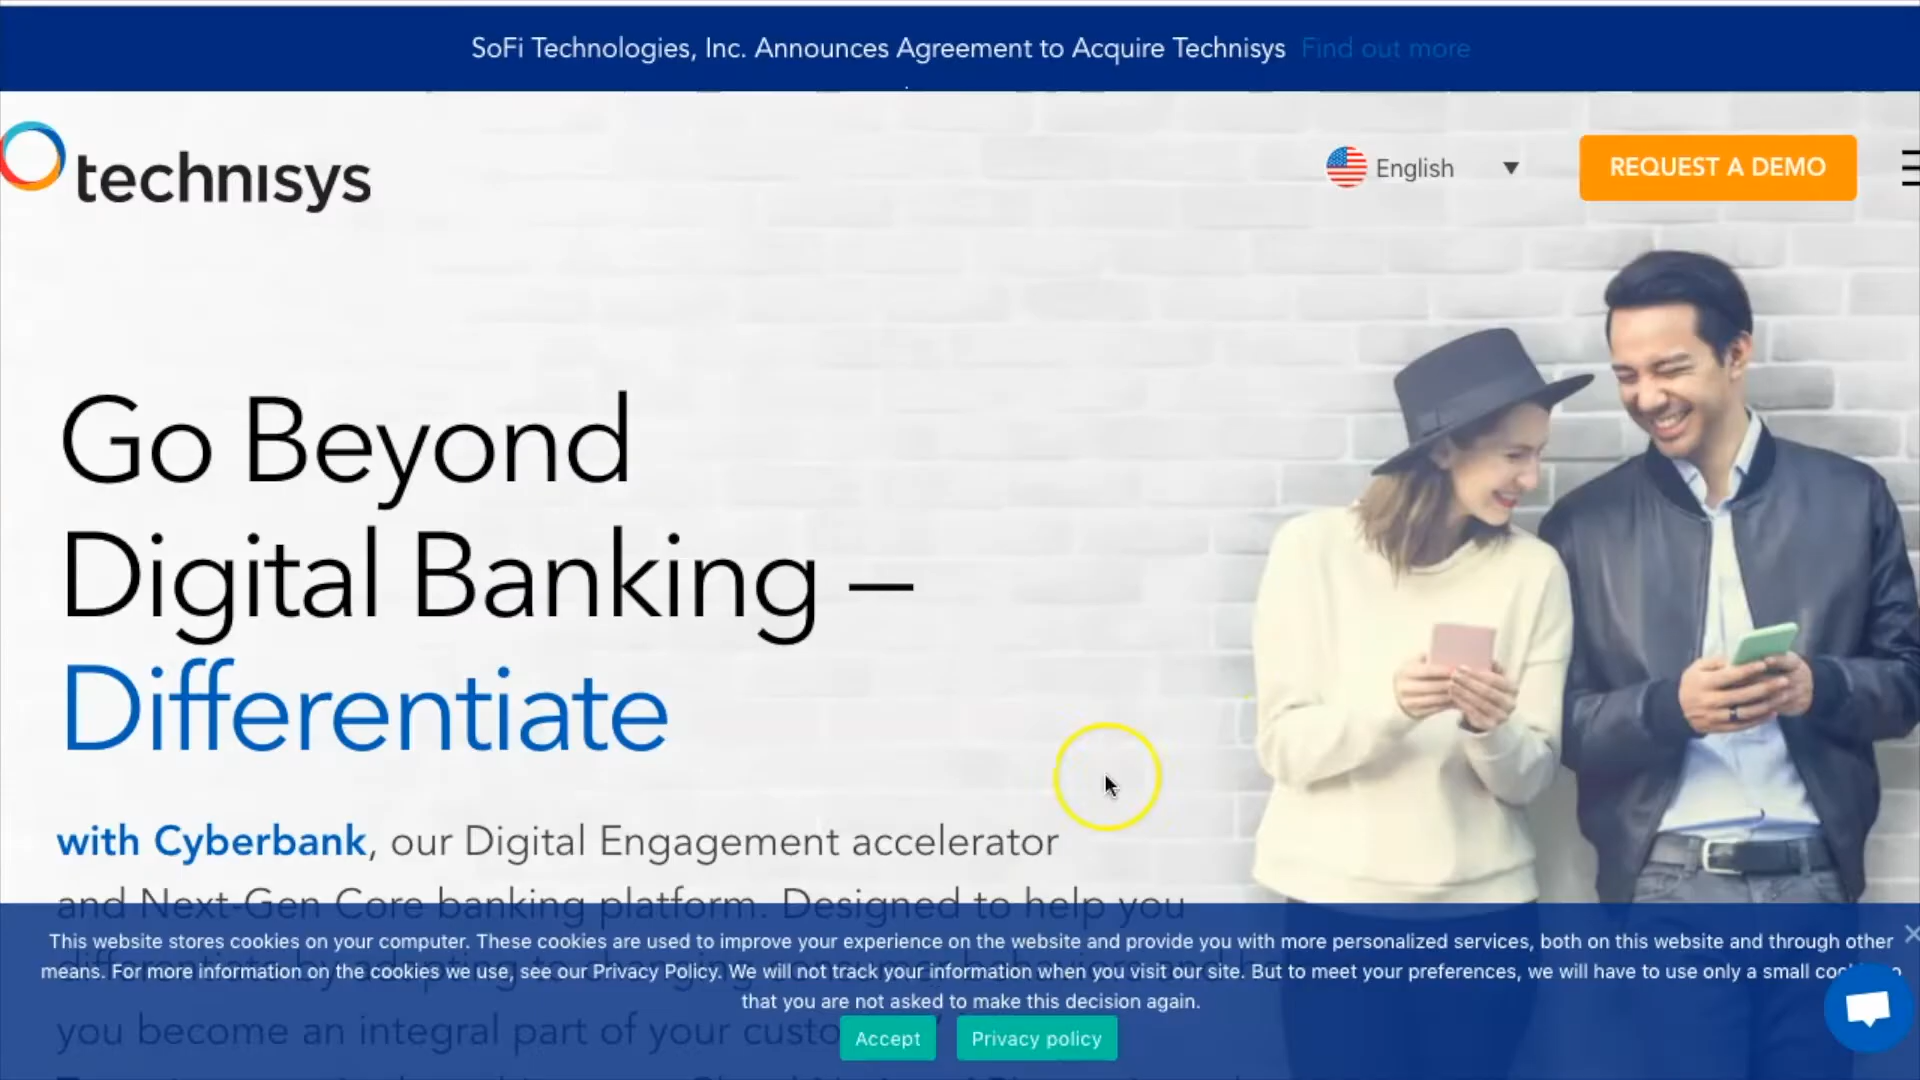 SoFi Technologies, Inc. Announces Agreement to Acquire Technisys Find out more
technisys
English
REQUEST A DEMO
Go Beyond
Digital Banking –
Differentiate
with Cyberbank, our Digital Engagement accelerator
and Next-Gen Core banking platform. Designed to help you
This website stores cookies on your computer. These cookies are used to improve your experience on the website and provide you with more personalized services, both on this website and through other
means. For more information on the cookies we use, see our Privacy Policy. We will not track your information when you visit our site. But to meet your preferences, we will have to use only a small
that you are not asked to make this decision again.
you become an integral part of your
Accept
Privacy policy